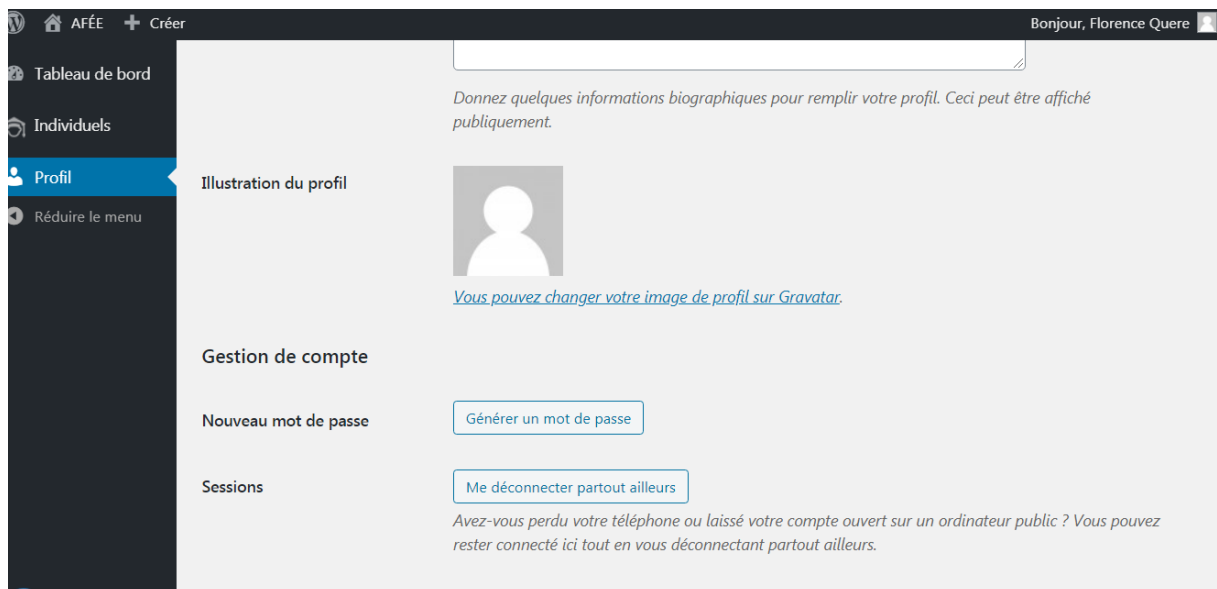 AFÉE
Créer
Bonjour, Florence Quere
Tableau de bord
Individuels
Profil
Réduire le menu
Donnez quelques informations biographiques pour remplir votre profil. Ceci peut être affiché
publiquement.
Illustration du profil
Vous pouvez changer votre image de profil sur Gravatar.
Gestion de compte
Nouveau mot de passe
Générer un mot de passe
Sessions
Me déconnecter partout ailleurs
Avez-vous perdu votre téléphone ou laissé votre compte ouvert sur un ordinateur public ? Vous pouvez
rester connecté ici tout en vous déconnectant partout ailleurs.